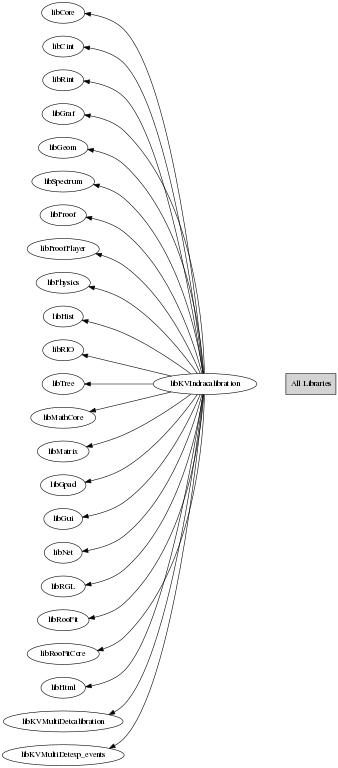 libCore
libCint
libRint
libGraf
libGeom
libSpectrum
libProof
libProofPlayer
libPhysics
libHist
libRIO
libTree
libKVIndracalibration
All Libraries
libMathCore
libMatrix
libGpad
libGui
libNet
libRGL
libRooFit
libRooFitCore
libHtml
libKVMultiDetcalibration
libKVMultiDetexp_events